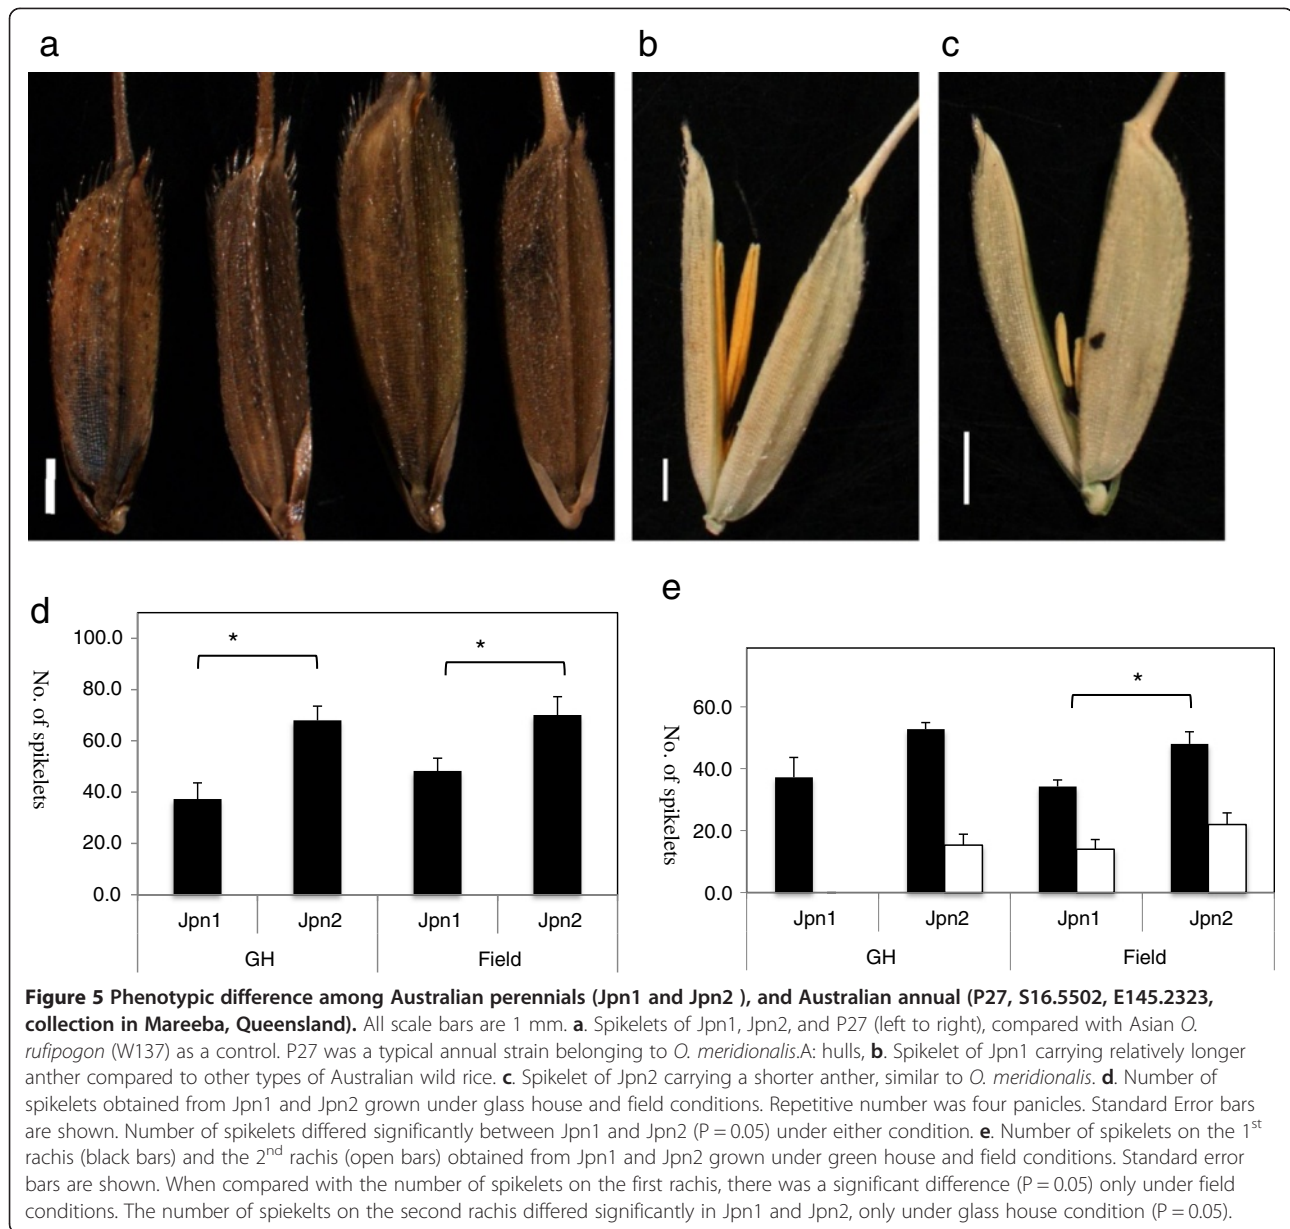 a
b
c
d
100.0
80.0
60.0
40.0
20.0
0.0
No. of spikelets
*
*
Jpn1
Jpn2
Jpn1
Jpn2
GH
Field
e
60.0
40.0
20.0
0.0
No. of spikelets
*
Jpn1
Jpn2
Jpn1
Jpn2
GH
Field
Figure 5 Phenotypic difference among Australian perennials (Jpn1 and Jpn2 ), and Australian annual (P27, S16.5502, E145.2323,
collection in Mareeba, Queensland). All scale bars are 1 mm. a. Spikelets of Jpn1, Jpn2, and P27 (left to right), compared with Asian O.
rufipogon (W137) as a control. P27 was a typical annual strain belonging to O. meridionalis.A: hulls, b. Spikelet of Jpn1 carrying relatively longer
anther compared to other types of Australian wild rice. c. Spikelet of Jpn2 carrying a shorter anther, similar to O. meridionalis. d. Number of
spikelets obtained from Jpn1 and Jpn2 grown under glass house and field conditions. Repetitive number was four panicles. Standard Error bars
are shown. Number of spikelets differed significantly between Jpn1 and Jpn2 (P = 0.05) under either condition. e. Number of spikelets on the 1st
rachis (black bars) and the 2nd rachis (open bars) obtained from Jpn1 and Jpn2 grown under green house and field conditions. Standard error
bars are shown. When compared with the number of spikelets on the first rachis, there was a significant difference (P = 0.05) only under field
conditions. The number of spiekelts on the second rachis differed significantly in Jpn1 and Jpn2, only under glass house condition (P = 0.05).